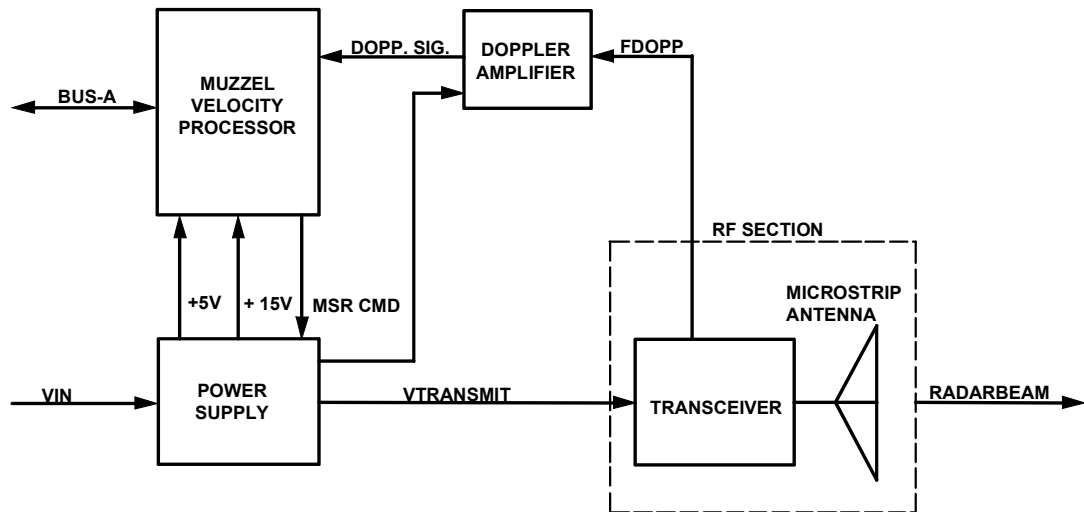 DOPP. SIG.
DOPPLER
AMPLIFIER
FDOPP
MUZZEL
VELOCITY
PROCESSOR
BUS-A
RF SECTION
+5V
+ 15V
MSR CMD
MICROSTRIP
ANTENNA
VIN
POWER
SUPPLY
VTRANSMIT
TRANSCEIVER
RADARBEAM